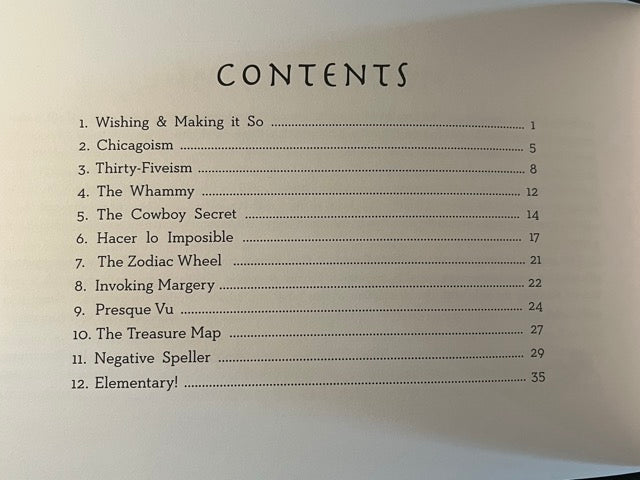 CONTENTS
1. Wishing & Making it So ........ 1
2. Chicagoism ........ 5
3. Thirty-Fiveism ........ 8
4. The Whammy ........ 12
5. The Cowboy Secret ........ 14
6. Hacer lo Imposible ........ 17
7. The Zodiac Wheel ........ 21
8. Invoking Margery ........ 22
9. Presque Vu ........ 24
10. The Treasure Map ........ 27
11. Negative Speller ........ 29
12. Elementary! ........ 35